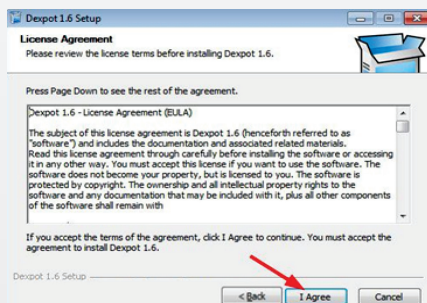 Dexpot 1.6 Setup
License Agreement
Please review the license terms before installing Dexpot 1.6.
Press Page Down to see the rest of the agreement.
Dexpot 1.6 - License Agreement (EULA)
The subject of this license agreement is Dexpot 1.6 (henceforth referred to as
"software") and includes the documentation and associated related materials.
Read this license agreement through carefully before installing the software or accessing
it in any other way. You must accept this license if you want to use the software. The
software does not become your property, but is licensed to you. The software is
protected by copyright. The ownership and all intellectual property rights to the
software and any documentation that may be included with it, plus all other components
of the software shall remain with
If you accept the terms of the agreement, click I Agree to continue. You must accept the
agreement to install Dexpot 1.6.
Dexpot 1.6 Setup
< Back I Agree Cancel